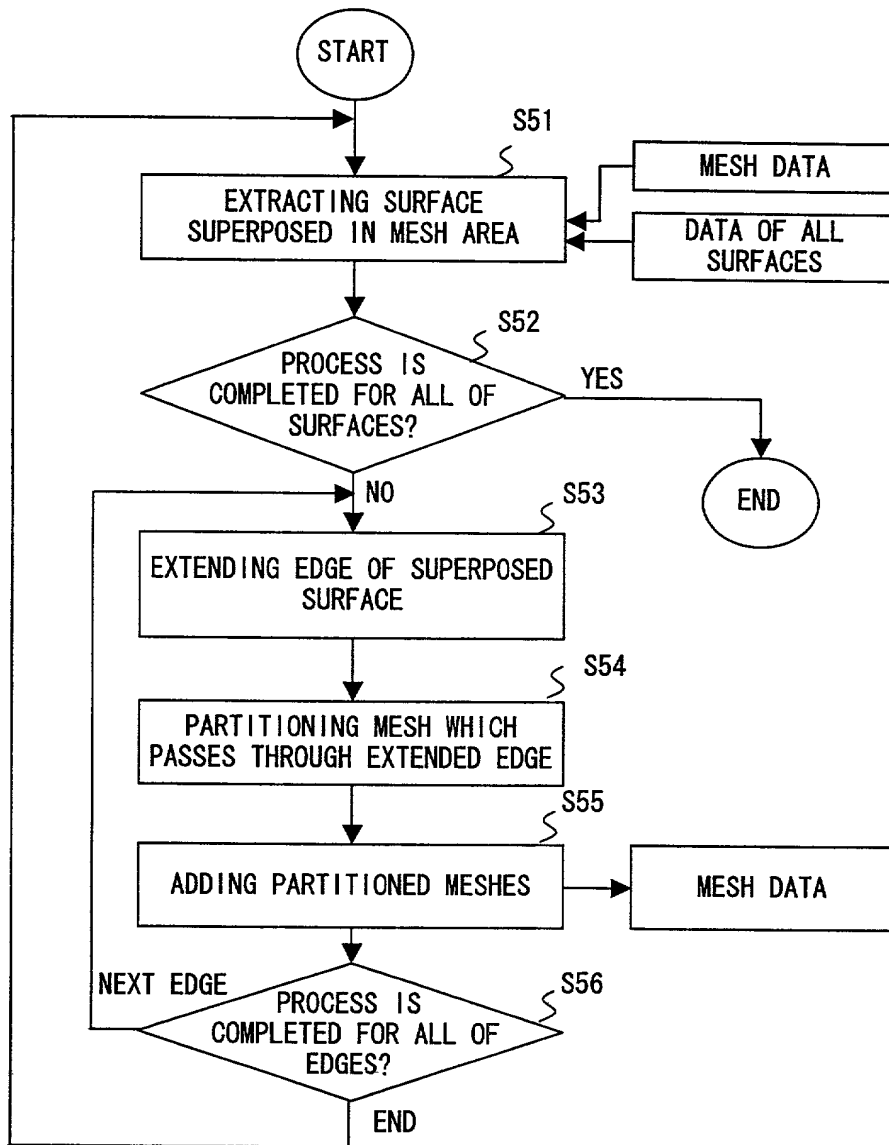 START
S51
EXTRACTING SURFACE
SUPERPOSED IN MESH AREA
MESH DATA
DATA OF ALL
SURFACES
S52
PROCESS IS
COMPLETED FOR ALL OF
SURFACES?
YES
END
NO
S53
EXTENDING EDGE OF SUPERPOSED
SURFACE
S54
PARTITIONING MESH WHICH
PASSES THROUGH EXTENDED EDGE
S55
ADDING PARTITIONED MESHES
MESH DATA
NEXT EDGE
S56
PROCESS IS
COMPLETED FOR ALL OF
EDGES?
END